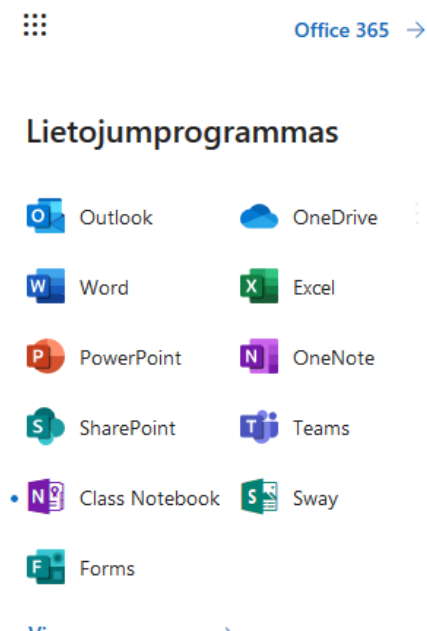 Office 365 →
Lietojumprogrammas
Outlook OneDrive
Word Excel
PowerPoint OneNote
SharePoint Teams
Class Notebook Sway
Forms